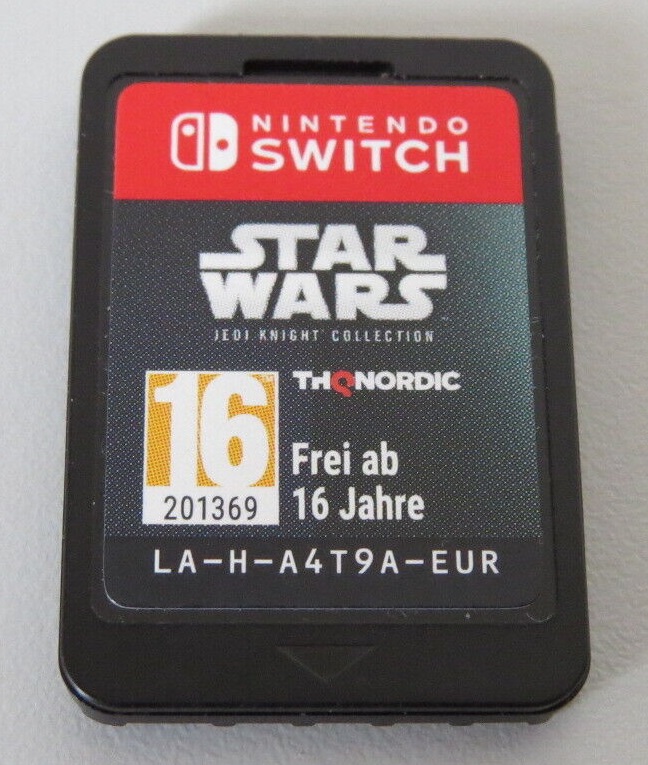 NINTENDO
SWITCH
STAR
WARS
JEDI KNIGHT COLLECTION
THQNORDIC
16
201369
Frei ab
16 Jahre
LA-H-A4T9A-EUR